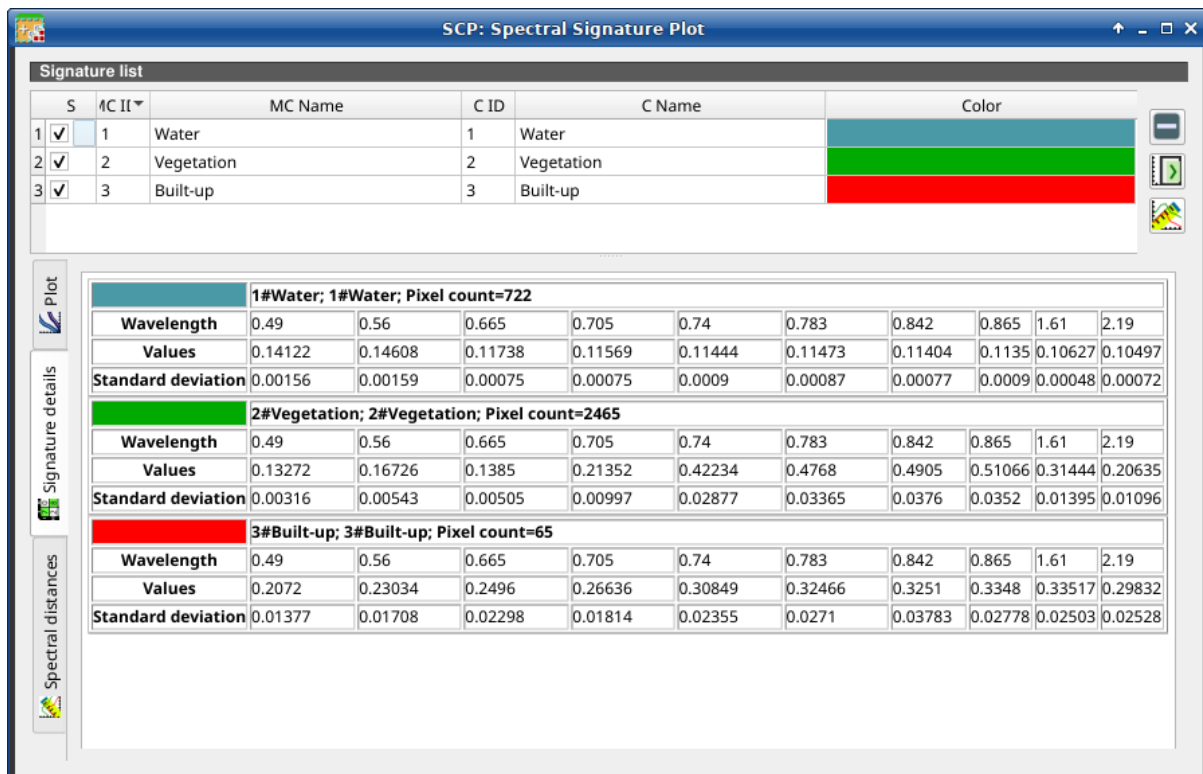 SCP: Spectral Signature Plot
Signature list
S MC ID MC Name C ID C Name Color
1 1 Water 1 Water
2 2 Vegetation 2 Vegetation
3 3 Built-up 3 Built-up
Plot
Signature details
Spectral distances
1#Water; 1#Water; Pixel count=722
Wavelength 0.49 0.56 0.665 0.705 0.74 0.783 0.842 0.865 1.61 2.19
Values 0.14122 0.14608 0.11738 0.11569 0.11444 0.11473 0.11404 0.1135 0.10627 0.10497
Standard deviation 0.00156 0.00159 0.00075 0.00075 0.0009 0.00087 0.00077 0.0009 0.00048 0.00072
2#Vegetation; 2#Vegetation; Pixel count=2465
Wavelength 0.49 0.56 0.665 0.705 0.74 0.783 0.842 0.865 1.61 2.19
Values 0.13272 0.16726 0.1385 0.21352 0.42234 0.4768 0.4905 0.51066 0.31444 0.20635
Standard deviation 0.00316 0.00543 0.00505 0.00997 0.02877 0.03365 0.0376 0.0352 0.01395 0.01096
3#Built-up; 3#Built-up; Pixel count=65
Wavelength 0.49 0.56 0.665 0.705 0.74 0.783 0.842 0.865 1.61 2.19
Values 0.2072 0.23034 0.2496 0.26636 0.30849 0.32466 0.3251 0.3348 0.33517 0.29832
Standard deviation 0.01377 0.01708 0.02298 0.01814 0.02355 0.0271 0.03783 0.02778 0.02503 0.02528